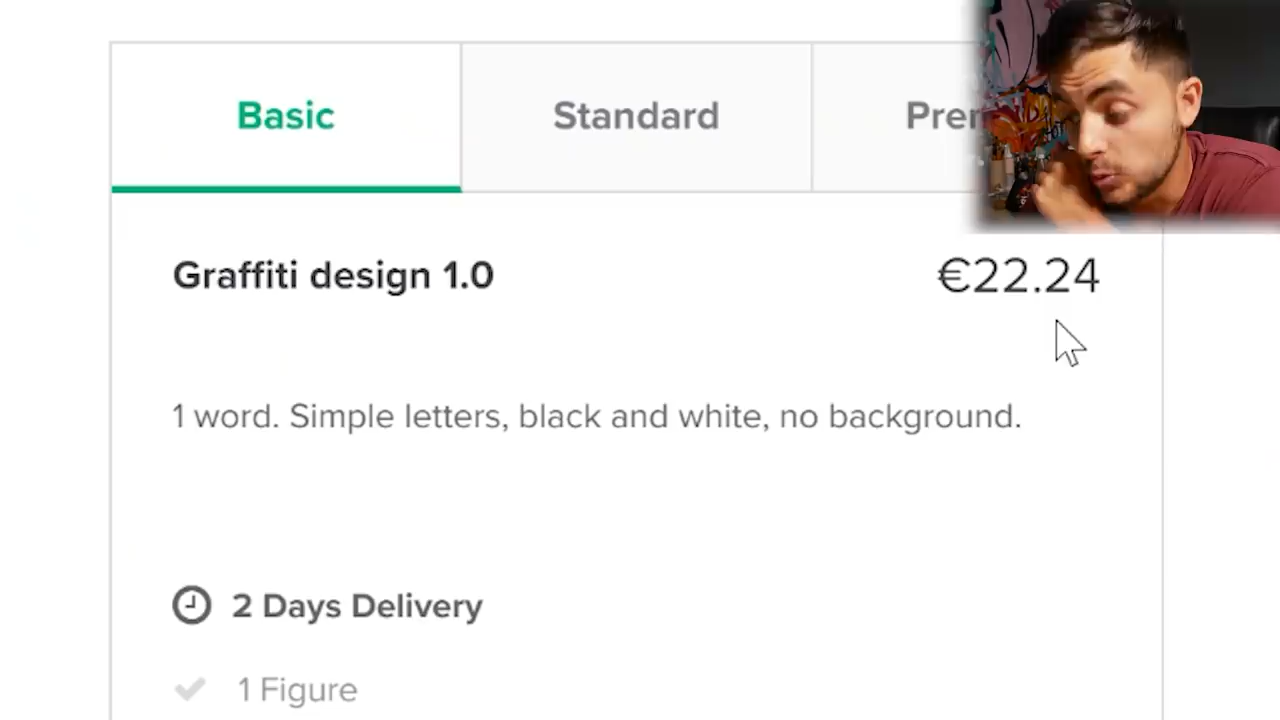 Basic
Standard
Graffiti design 1.0
€22.24
1 word. Simple letters, black and white, no background.
2 Days Delivery
1 Figure